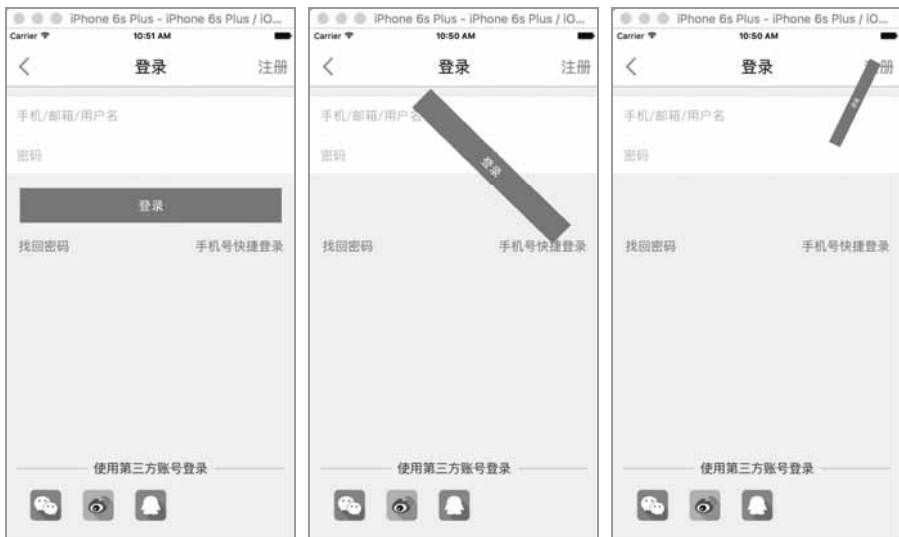 iPhone 6s Plus - iPhone 6s Plus / iO...
Carrier 10:51 AM
登录 注册
手机/邮箱/用户名
密码
登录
找回密码 手机号快捷登录
使用第三方账号登录
iPhone 6s Plus - iPhone 6s Plus / iO...
Carrier 10:50 AM
登录 注册
手机/邮箱/用户名
密码
登录
找回密码 手机号快捷登录
使用第三方账号登录
iPhone 6s Plus - iPhone 6s Plus / iO...
Carrier 10:50 AM
登录 册
手机/邮箱/用户名
登录
密码
找回密码 手机号快捷登录
使用第三方账号登录